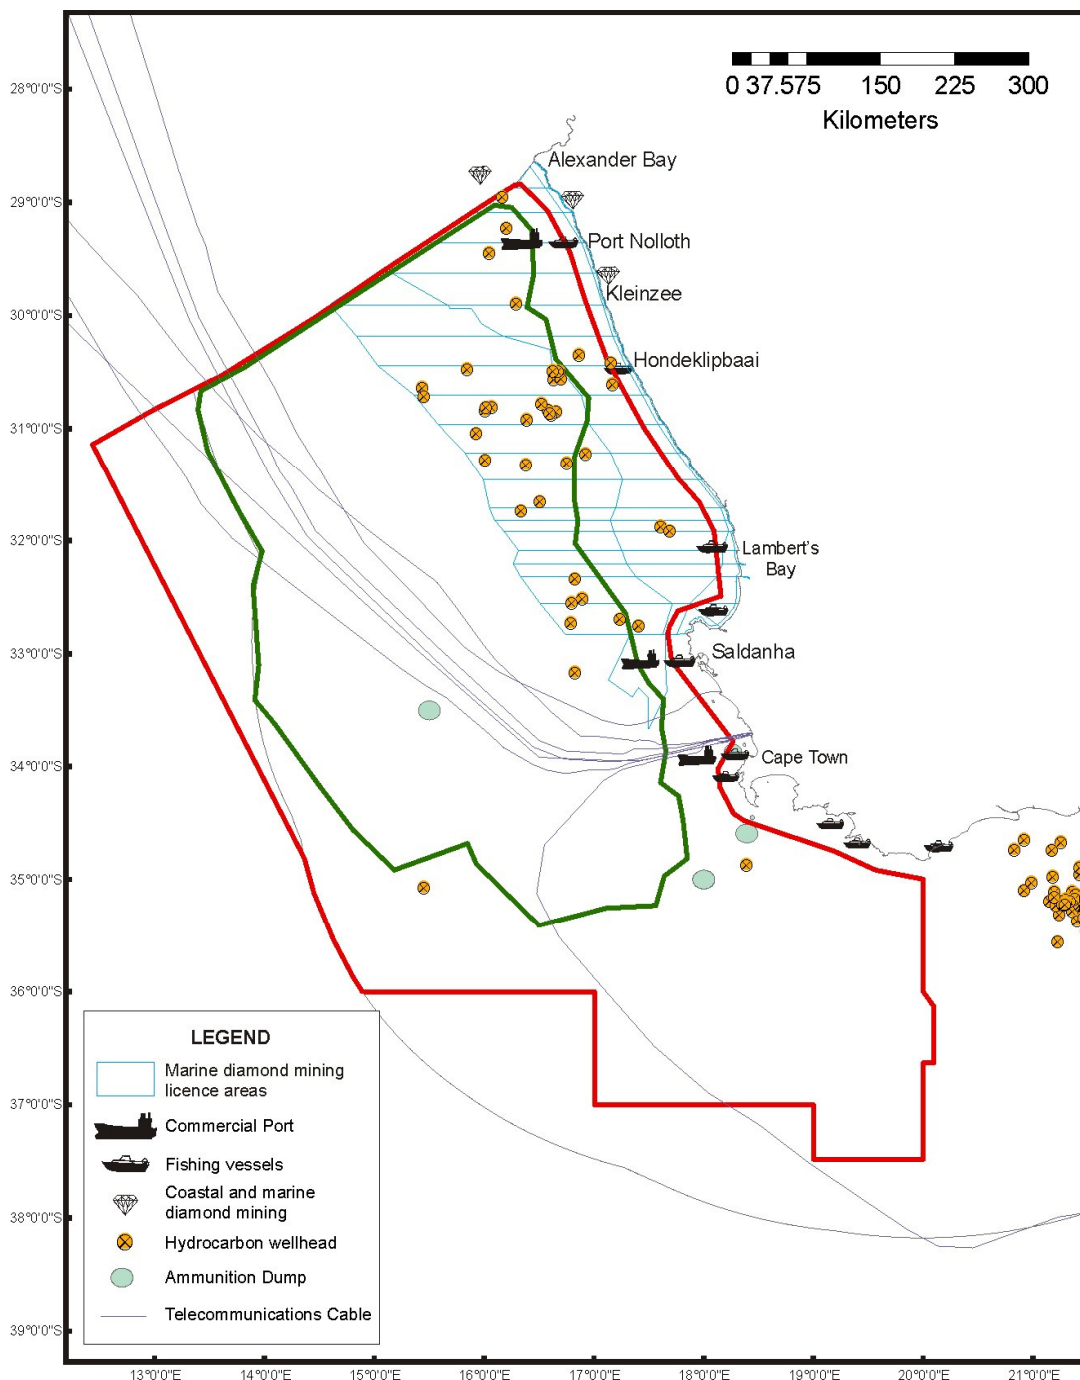 0 37.575 150 225 300
Kilometers
28°0'0"S
29°0'0"S
30°0'0"S
31°0'0"S
32°0'0"S
33°0'0"S
34°0'0"S
35°0'0"S
36°0'0"S
37°0'0"S
38°0'0"S
39°0'0"S
Alexander Bay
Port Nolloth
Kleinzee
Hondeklipbaai
Lambert's
Bay
Saldanha
Cape Town
LEGEND
Marine diamond mining
licence areas
Commercial Port
Fishing vessels
Coastal and marine
diamond mining
Hydrocarbon wellhead
Ammunition Dump
Telecommunications Cable
13°0'0"E 14°0'0"E 15°0'0"E 16°0'0"E 17°0'0"E 18°0'0"E 19°0'0"E 20°0'0"E 21°0'0"E